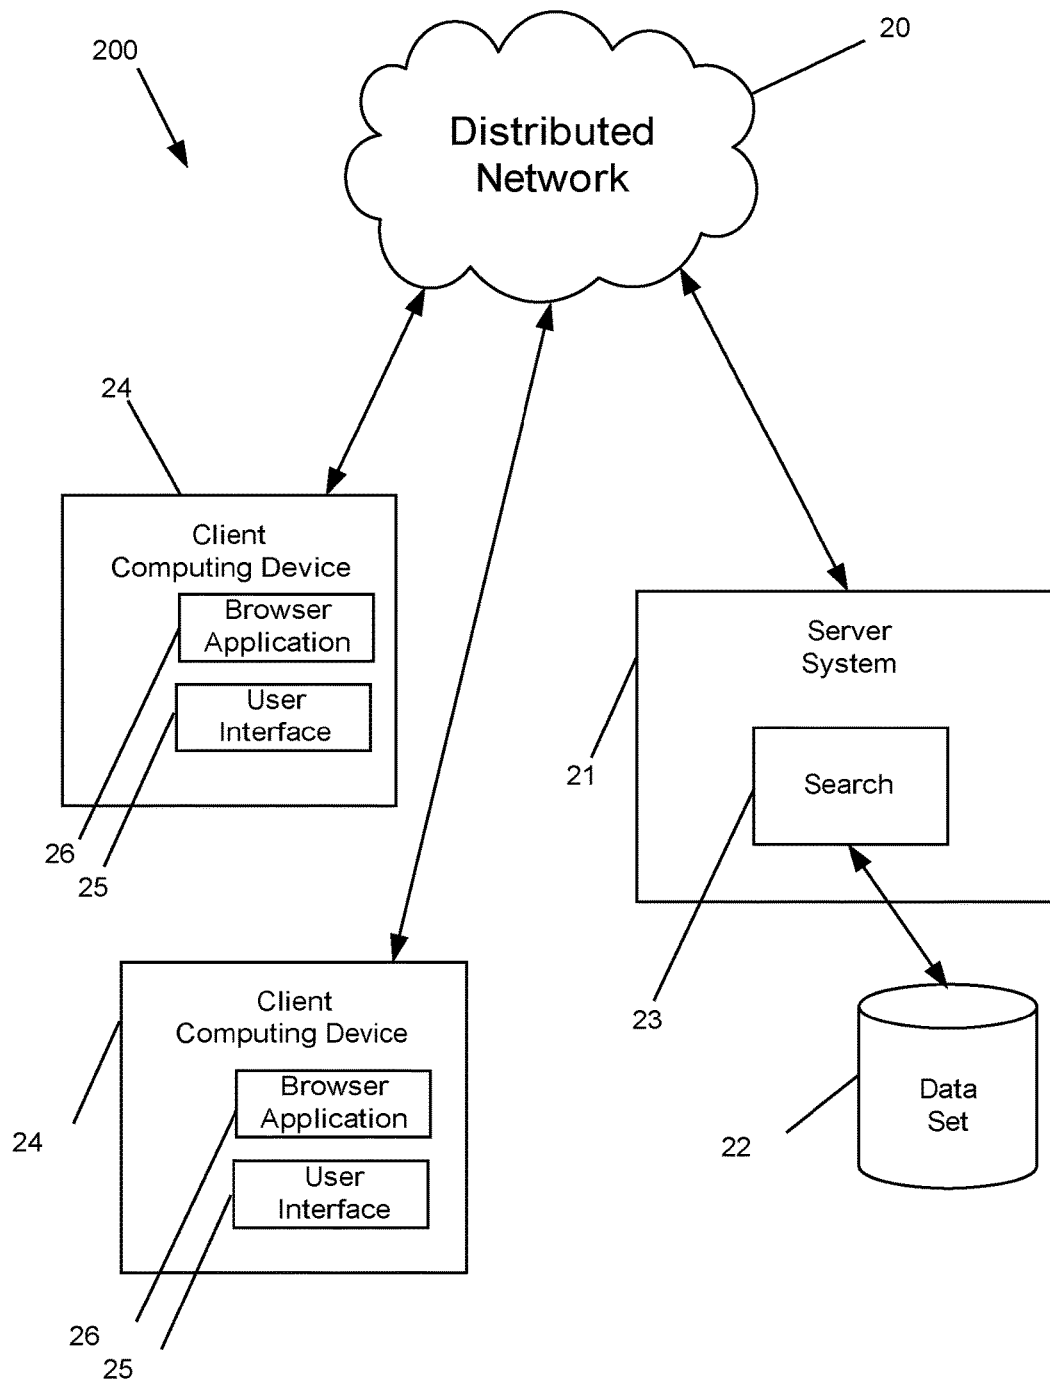 200
20
Distributed
Network
24
Client
Computing Device
Browser
Application
User
Interface
26
25
Server
System
21
Search
23
Client
Computing Device
Browser
Application
User
Interface
24
26
25
Data
Set
22